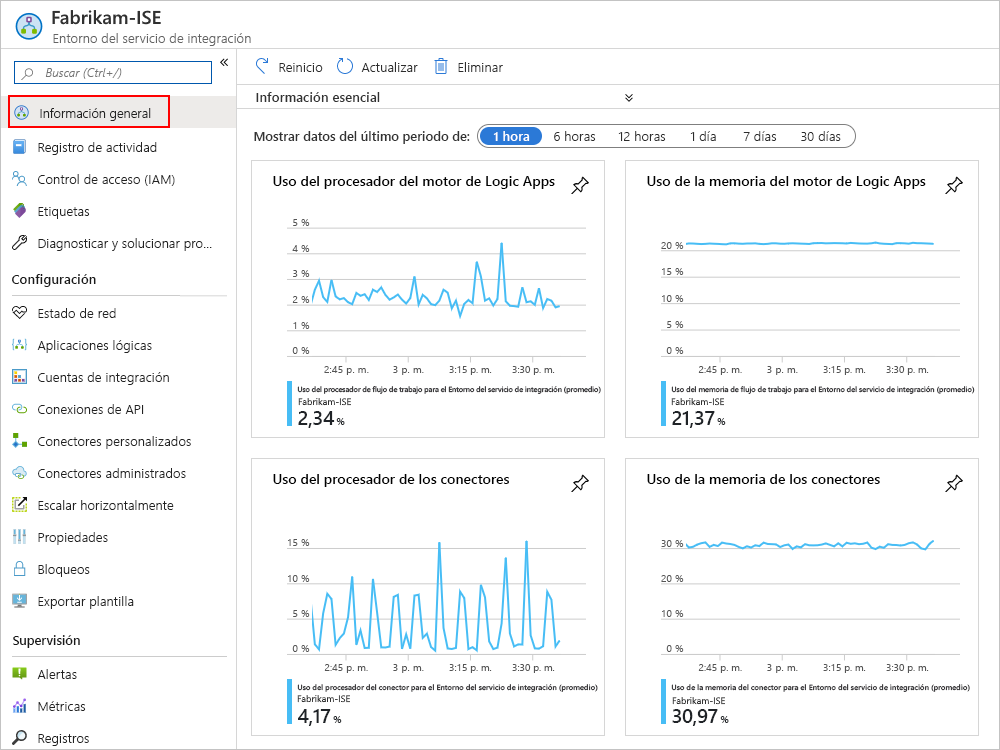 Fabrikam-ISE
Entorno del servicio de integración
Buscar (Ctrl+/)
«
Información general
Registro de actividad
Control de acceso (IAM)
Etiquetas
Diagnosticar y solucionar pro...
Configuración
Estado de red
Aplicaciones lógicas
Cuentas de integración
Conexiones de API
Conectores personalizados
Conectores administrados
Escalar horizontalmente
Propiedades
Bloqueos
Exportar plantilla
Supervisión
Alertas
Métricas
Registros
Reinicio Actualizar Eliminar
Información esencial
Mostrar datos del último periodo de: 1 hora 6 horas 12 horas 1 día 7 días 30 días
Uso del procesador del motor de Logic Apps
5 %
4 %
3 %
2 %
1 %
0 %
2:45 p. m. 3 p. m. 3:15 p. m. 3:30 p. m.
Uso del procesador de flujo de trabajo para el Entorno del servicio de integración (promedio)
Fabrikam-ISE
2,34 %
Uso de la memoria del motor de Logic Apps
20 %
15 %
10 %
5 %
0 %
2:45 p. m. 3 p. m. 3:15 p. m. 3:30 p. m.
Uso del memoria de flujo de trabajo para el Entorno del servicio de integración (promedio)
Fabrikam-ISE
21,37 %
Uso del procesador de los conectores
15 %
10 %
5 %
0 %
2:45 p. m. 3 p. m. 3:15 p. m. 3:30 p. m.
Uso del procesador del conector para el Entorno del servicio de integración (promedio)
Fabrikam-ISE
4,17 %
Uso de la memoria de los conectores
30 %
20 %
10 %
0 %
2:45 p. m. 3 p. m. 3:15 p. m. 3:30 p. m.
Uso de la memoria del conector para el Entorno del servicio de integración (promedio)
Fabrikam-ISE
30,97 %